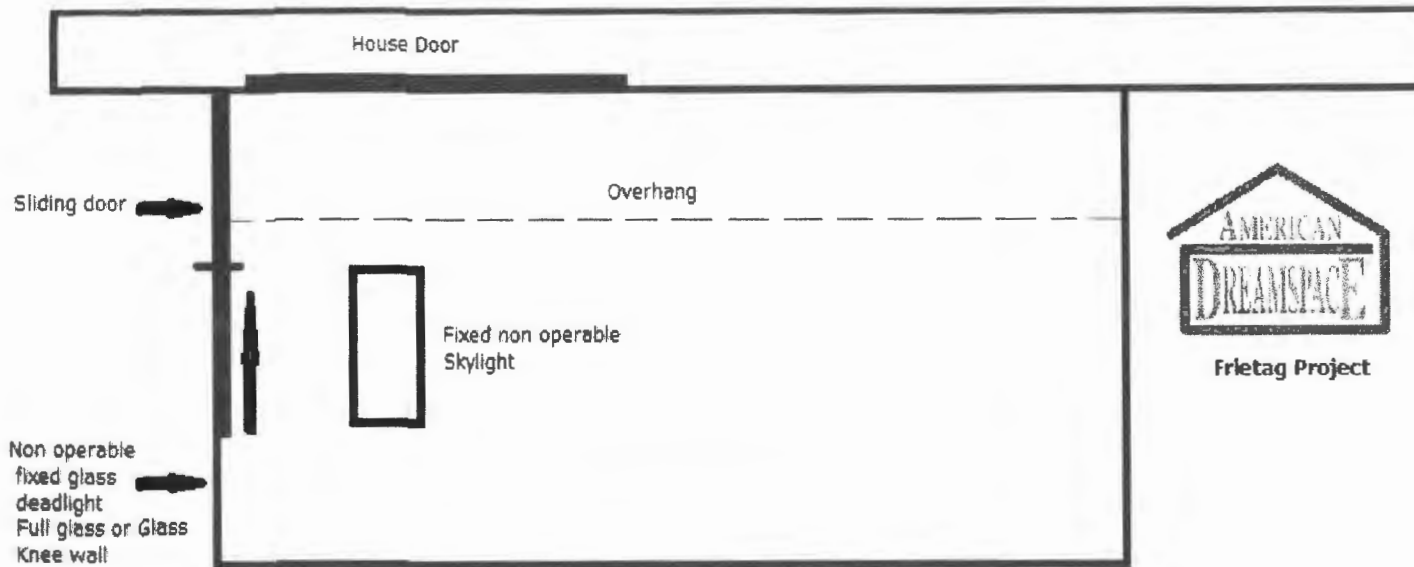 House Door
Sliding door
Overhang
Fixed non operable
Skylight
Non operable
fixed glass
deadlight
Full glass or Glass
Knee wall
AMERICAN
DREAMSPACE
Frietag Project